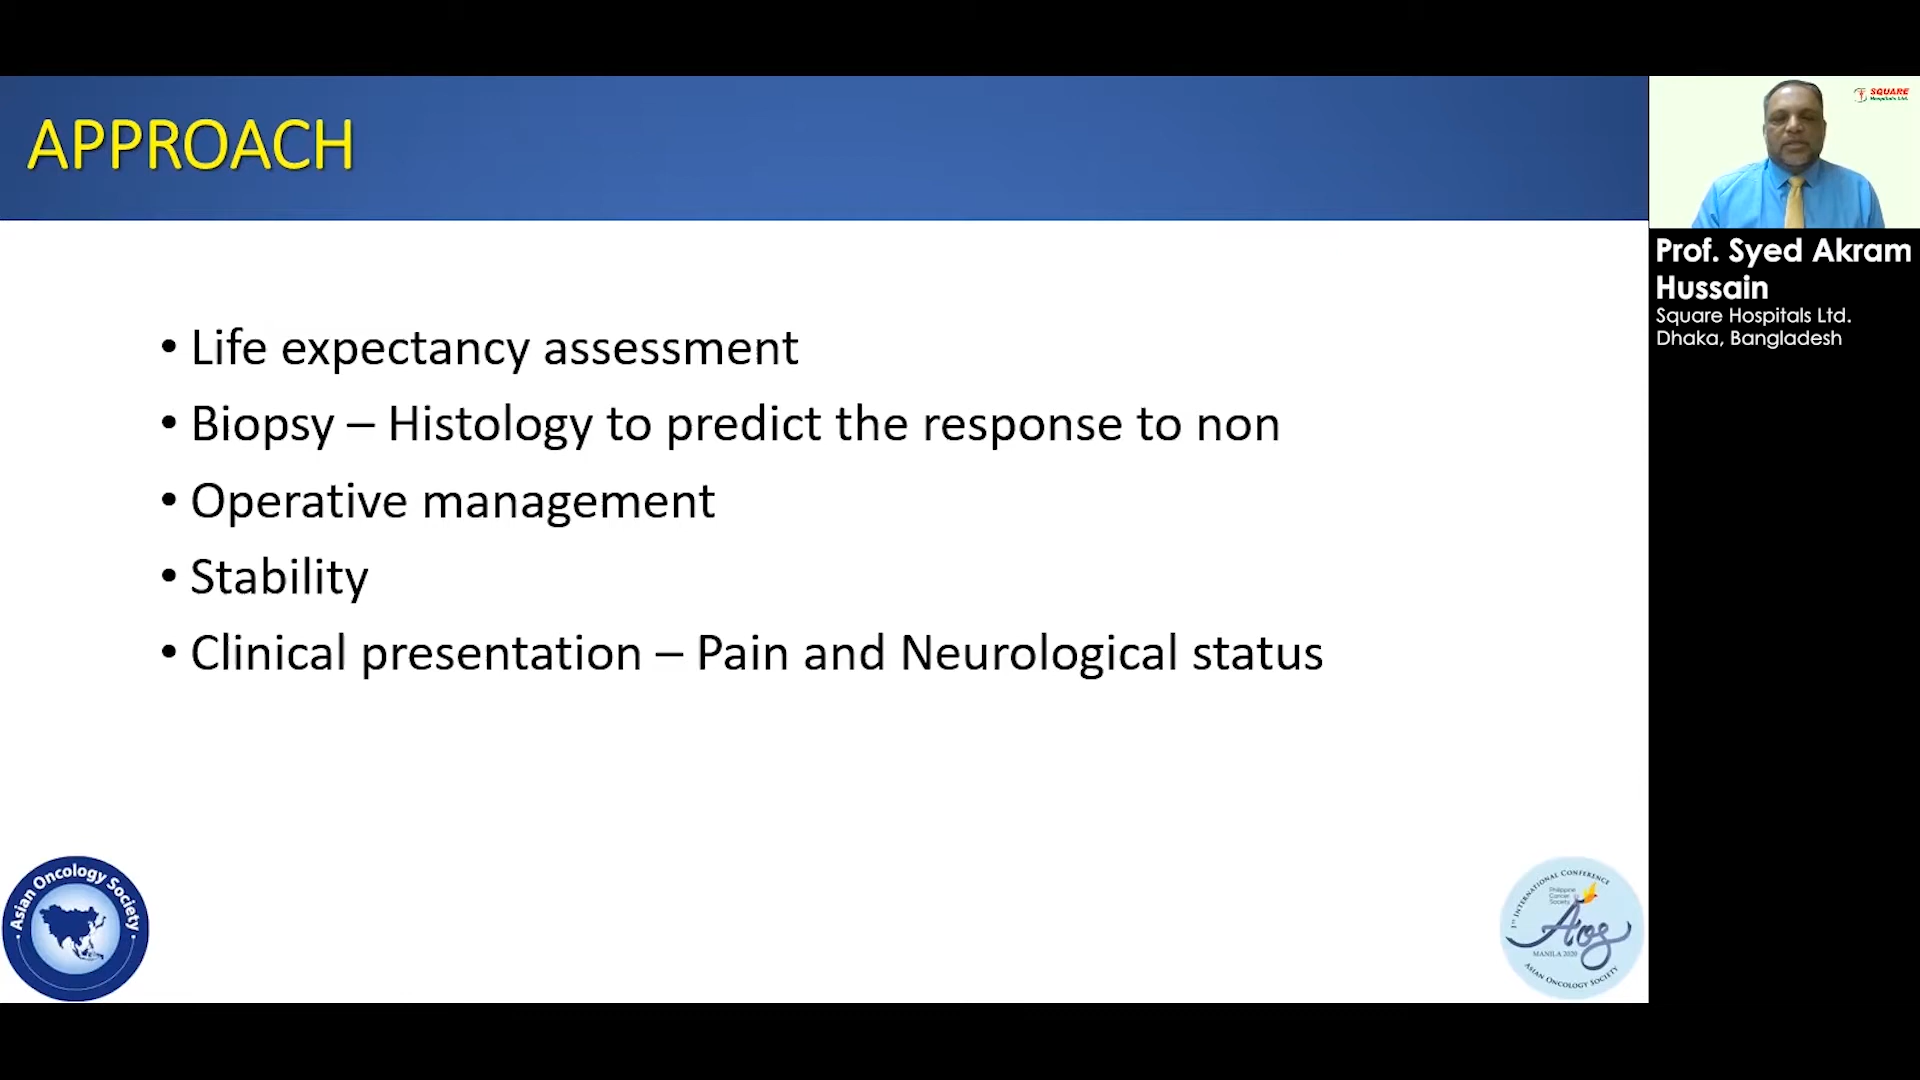 APPROACH
• Life expectancy assessment
• Biopsy – Histology to predict the response to non
• Operative management
• Stability
• Clinical presentation – Pain and Neurological status
SQUARE
Hospitals Ltd.
Prof. Syed Akram
Hussain
Square Hospitals Ltd.
Dhaka, Bangladesh
Asian Oncology Society
1st INTERNATIONAL CONFERENCE
Philippine
Cancer
Society
Aos
MANILA 2020
ASIAN ONCOLOGY SOCIETY